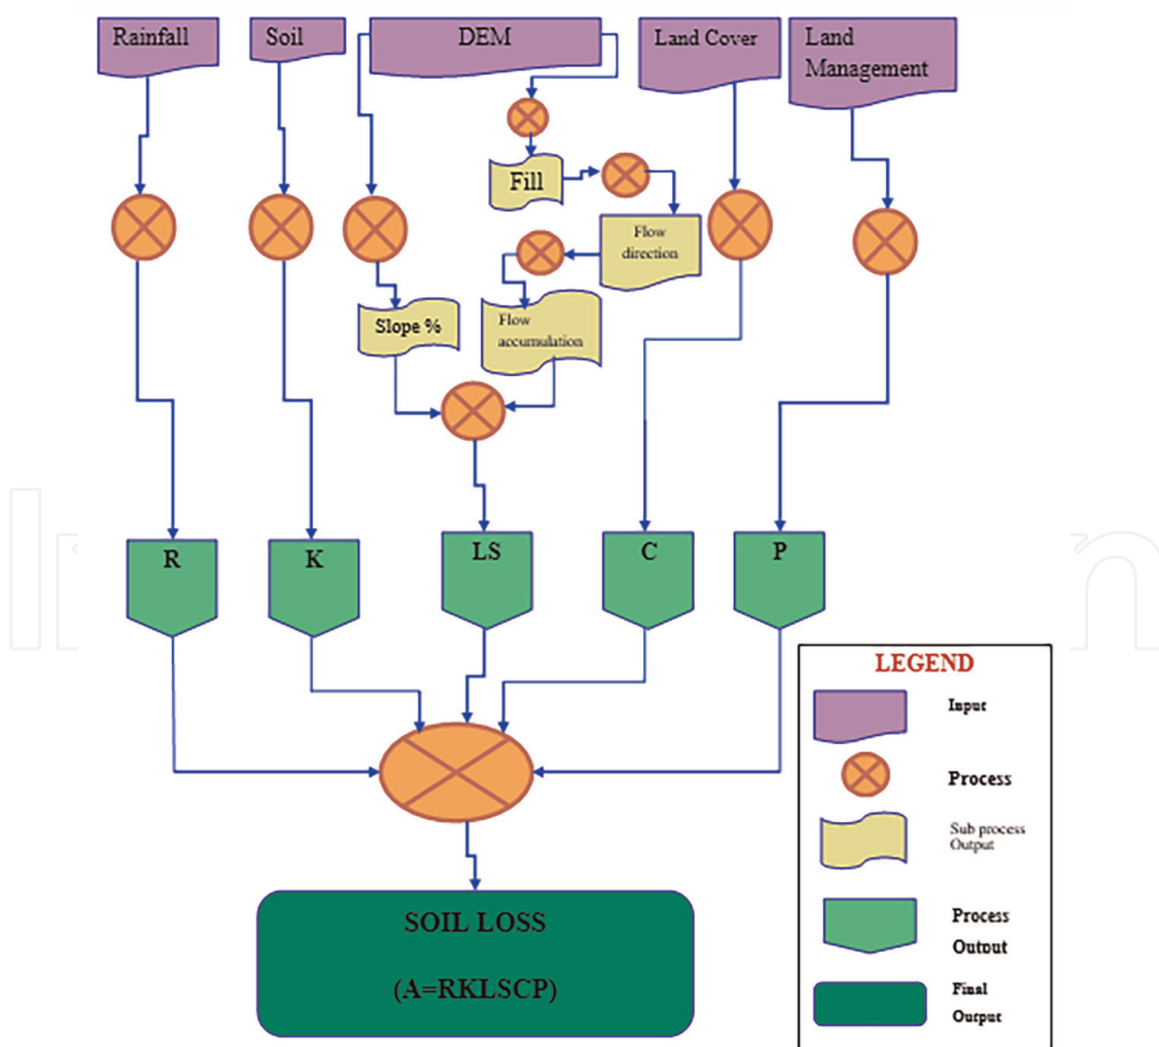 Rainfall
Soil
DEM
Land Cover
Land
Management
Fill
Flow
direction
Slope %
Flow
accumulation
R
K
LS
C
P
SOIL LOSS
(A=RKLSCP)
LEGEND
Input
Process
Sub process
Output
Process
Output
Final
Output